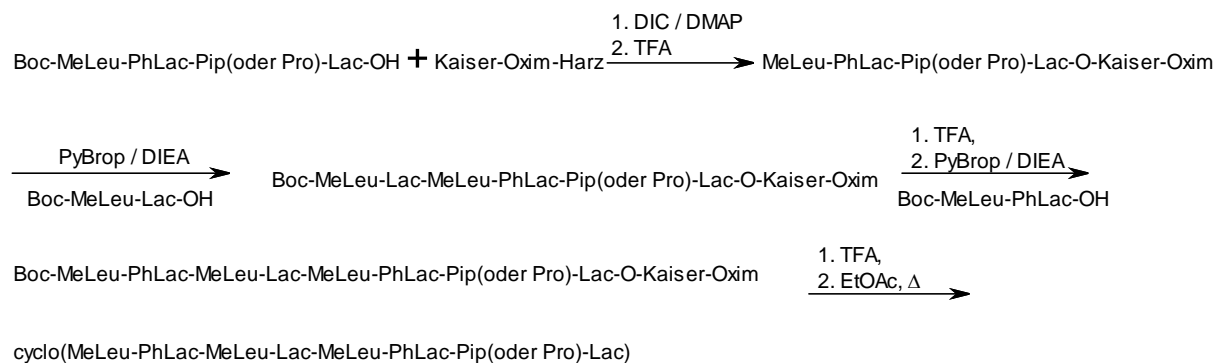 1. DIC / DMAP
2. TFA
Boc-MeLeu-PhLac-Pip(oder Pro)-Lac-OH + Kaiser-Oxim-Harz MeLeu-PhLac-Pip(oder Pro)-Lac-O-Kaiser-Oxim
PyBrop / DIEA
Boc-MeLeu-Lac-OH
Boc-MeLeu-Lac-MeLeu-PhLac-Pip(oder Pro)-Lac-O-Kaiser-Oxim
1. TFA,
2. PyBrop / DIEA
Boc-MeLeu-PhLac-OH
Boc-MeLeu-PhLac-MeLeu-Lac-MeLeu-PhLac-Pip(oder Pro)-Lac-O-Kaiser-Oxim
1. TFA,
2. EtOAc, Δ
cyclo(MeLeu-PhLac-MeLeu-Lac-MeLeu-PhLac-Pip(oder Pro)-Lac)